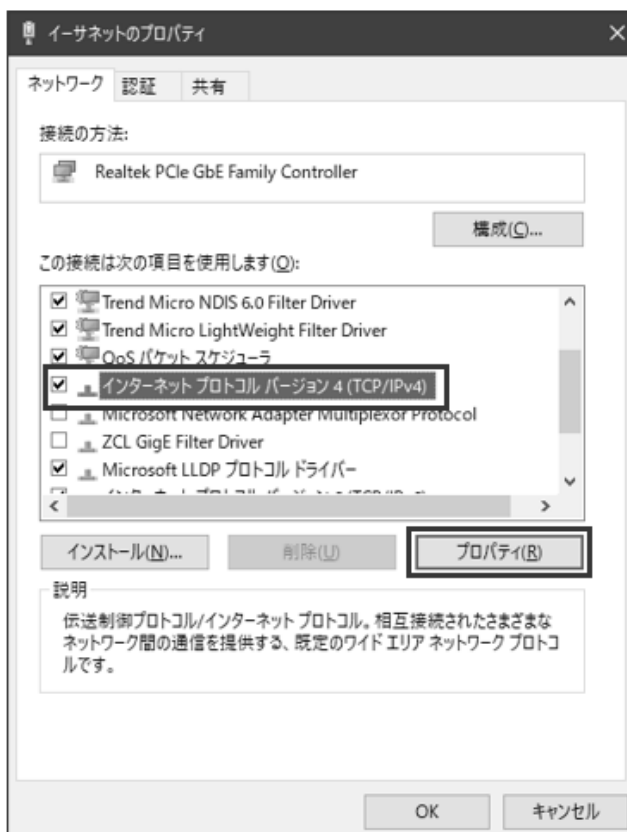 イーサネットのプロパティ
ネットワーク 認証 共有
接続の方法:
Realtek PCIe GbE Family Controller
構成(C)...
この接続は次の項目を使用します(O):
Trend Micro NDIS 6.0 Filter Driver
Trend Micro LightWeight Filter Driver
QoS パケット スケジューラ
インターネット プロトコル バージョン 4 (TCP/IPv4)
Microsoft Network Adapter Multiplexor Protocol
ZCL GigE Filter Driver
Microsoft LLDP プロトコル ドライバー
インストール(N)... 削除(U) プロパティ(R)
説明
伝送制御プロトコル/インターネット プロトコル。相互接続されたさまざまな
ネットワーク間の通信を提供する、既定のワイド エリア ネットワーク プロトコ
ルです。
OK キャンセル